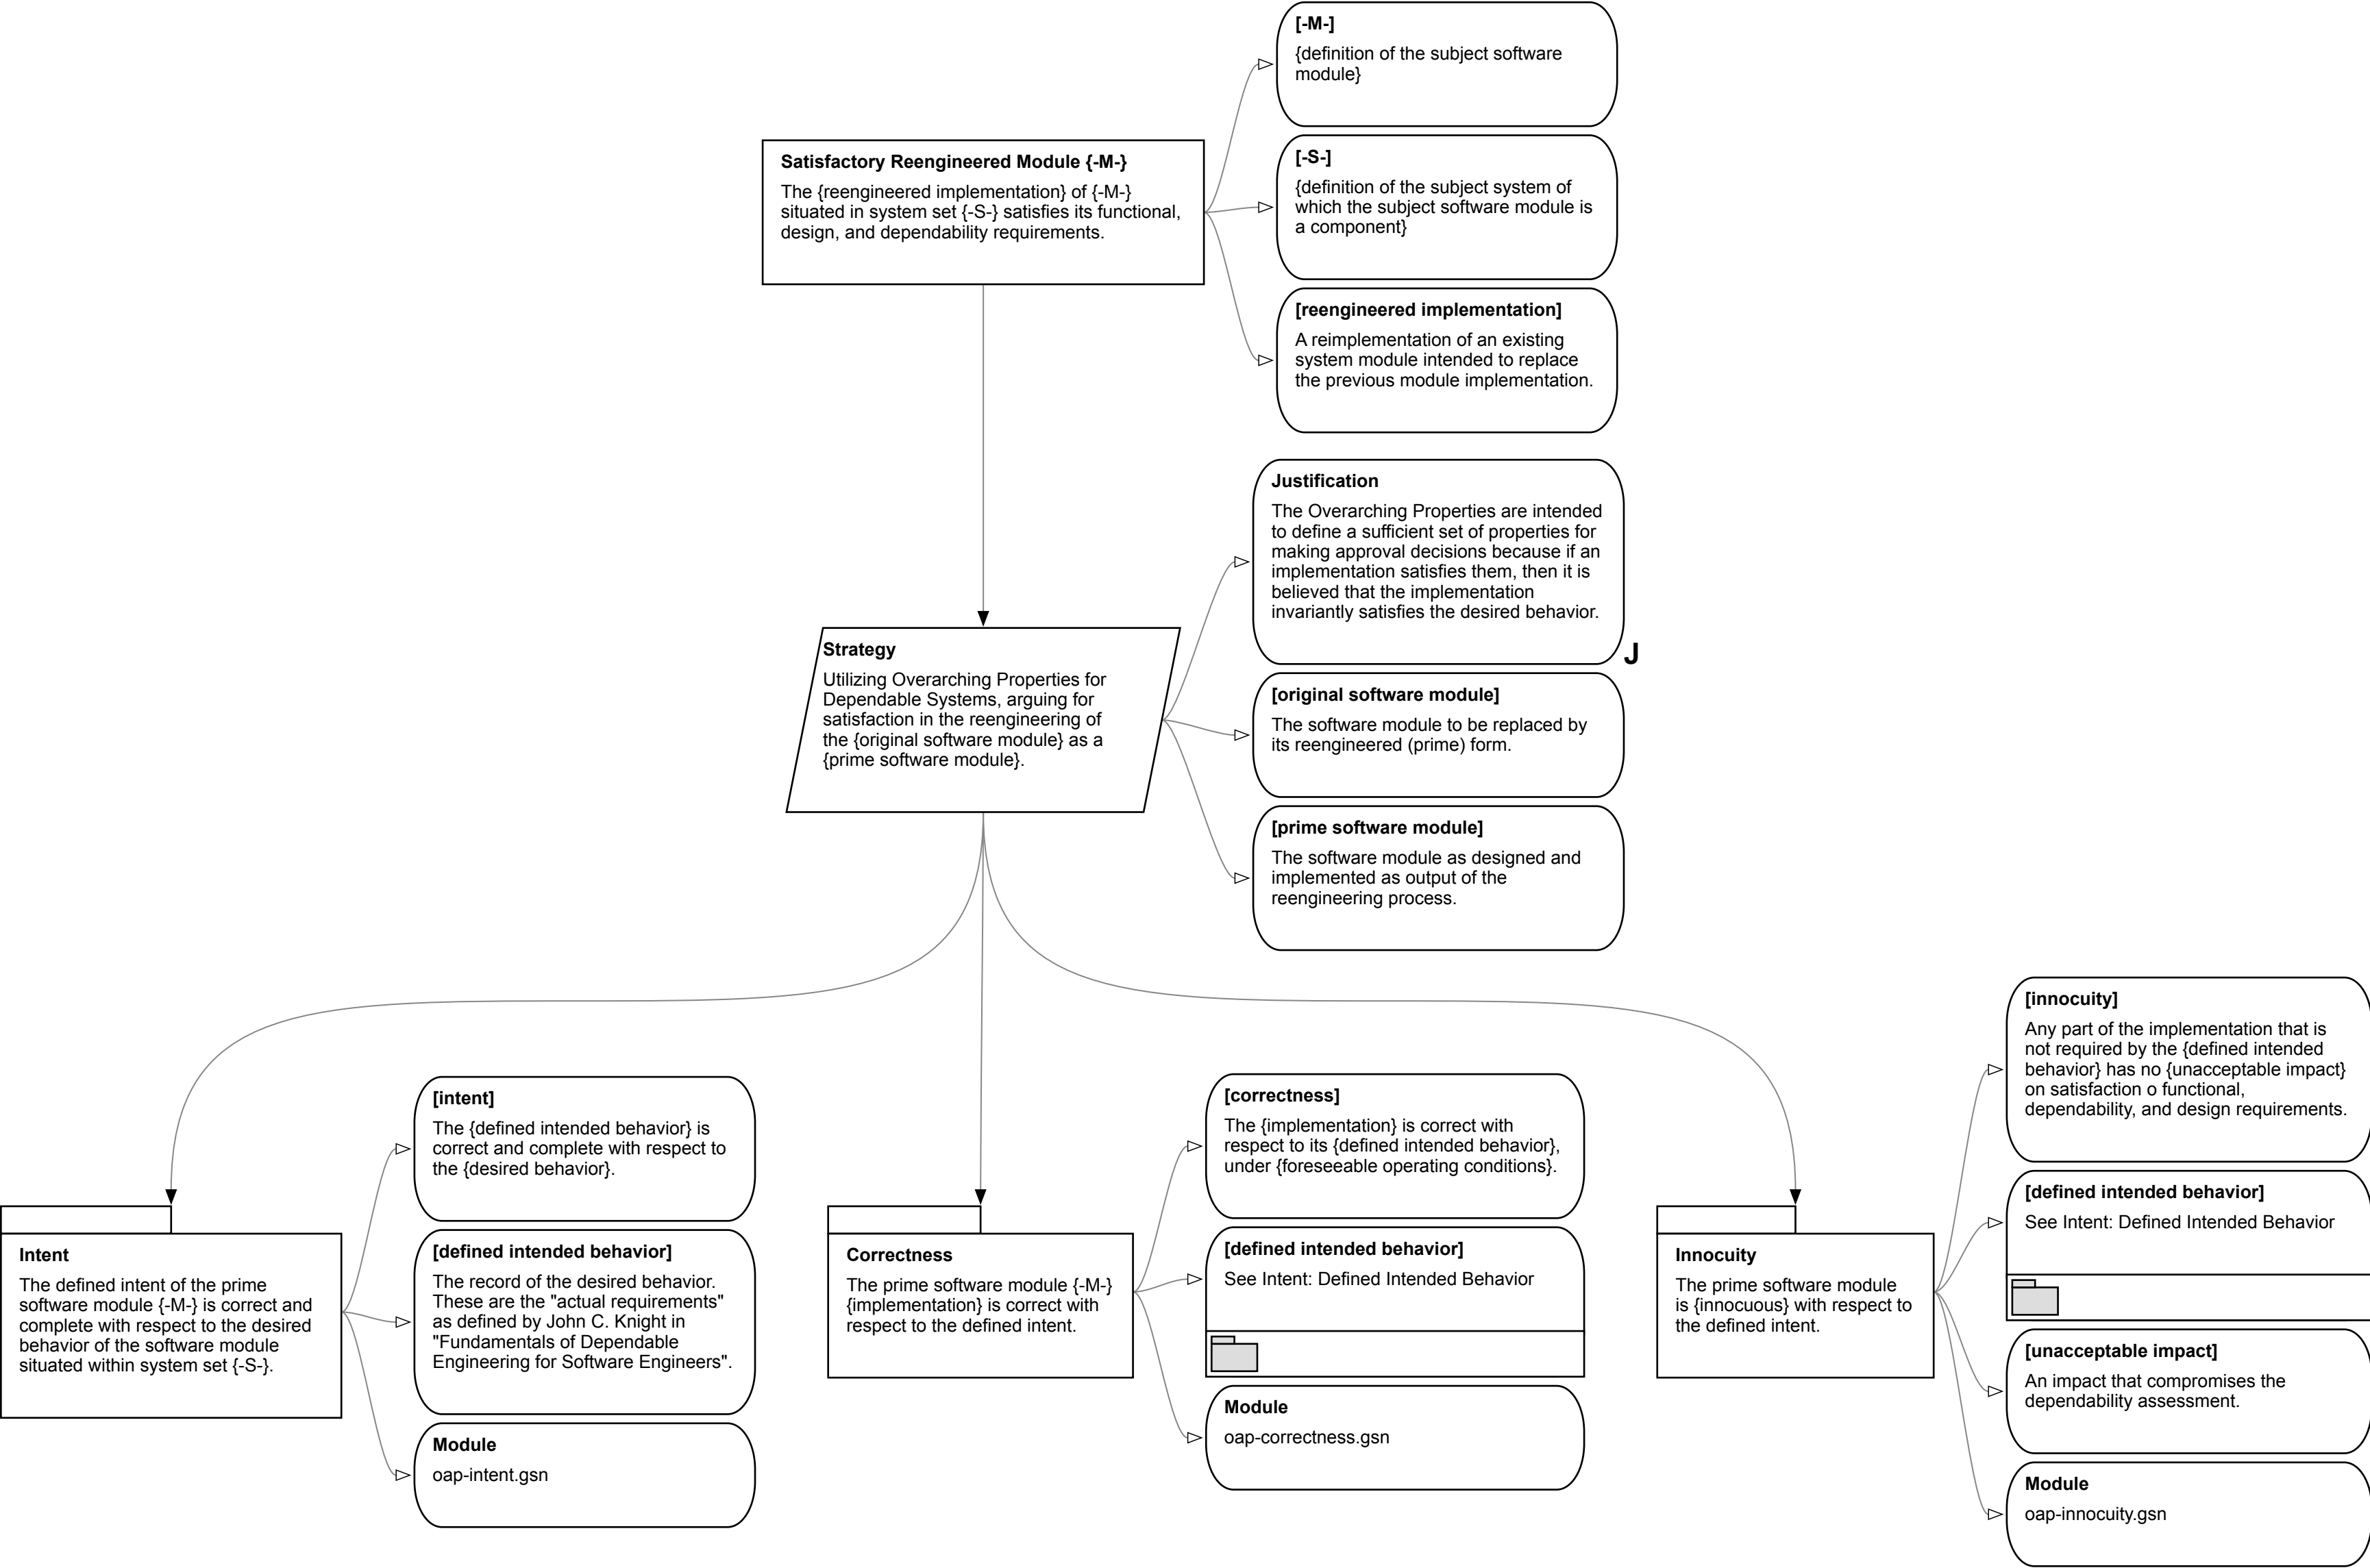 [-M-]
{definition of the subject software
module}
Satisfactory Reengineered Module {-M-}
The {reengineered implementation} of {-M-}
situated in system set {-S-} satisfies its functional,
design, and dependability requirements.
[-S-]
{definition of the subject system of
which the subject software module is
a component}
[reengineered implementation]
A reimplementation of an existing
system module intended to replace
the previous module implementation.
Justification
The Overarching Properties are intended
to define a sufficient set of properties for
making approval decisions because if an
implementation satisfies them, then it is
believed that the implementation
invariantly satisfies the desired behavior.
J
Strategy
Utilizing Overarching Properties for
Dependable Systems, arguing for
satisfaction in the reengineering of
the {original software module} as a
{prime software module}.
[original software module]
The software module to be replaced by
its reengineered (prime) form.
[prime software module]
The software module as designed and
implemented as output of the
reengineering process.
Intent
The defined intent of the prime
software module {-M-} is correct and
complete with respect to the desired
behavior of the software module
situated within system set {-S-}.
[intent]
The {defined intended behavior} is
correct and complete with respect to
the {desired behavior}.
[defined intended behavior]
The record of the desired behavior.
These are the "actual requirements"
as defined by John C. Knight in
"Fundamentals of Dependable
Engineering for Software Engineers".
Module
oap-intent.gsn
Correctness
The prime software module {-M-}
{implementation} is correct with
respect to the defined intent.
[correctness]
The {implementation} is correct with
respect to its {defined intended behavior},
under {foreseeable operating conditions}.
[defined intended behavior]
See Intent: Defined Intended Behavior
Module
oap-correctness.gsn
Innocuity
The prime software module
is {innocuous} with respect to
the defined intent.
[innocuity]
Any part of the implementation that is
not required by the {defined intended
behavior} has no {unacceptable impact}
on satisfaction o functional,
dependability, and design requirements.
[defined intended behavior]
See Intent: Defined Intended Behavior
[unacceptable impact]
An impact that compromises the
dependability assessment.
Module
oap-innocuity.gsn